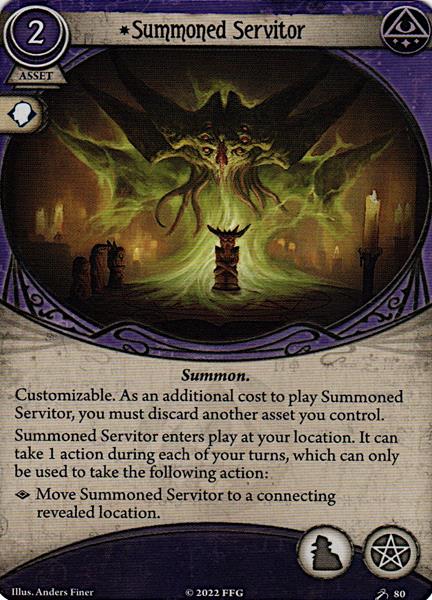 2
*Summoned Servitor
ASSET
Summon.
Customizable. As an additional cost to play Summoned
Servitor, you must discard another asset you control.
Summoned Servitor enters play at your location. It can
take 1 action during each of your turns, which can only
be used to take the following action:
Move Summoned Servitor to a connecting
revealed location.
Illus. Anders Finer
© 2022 FFG
80